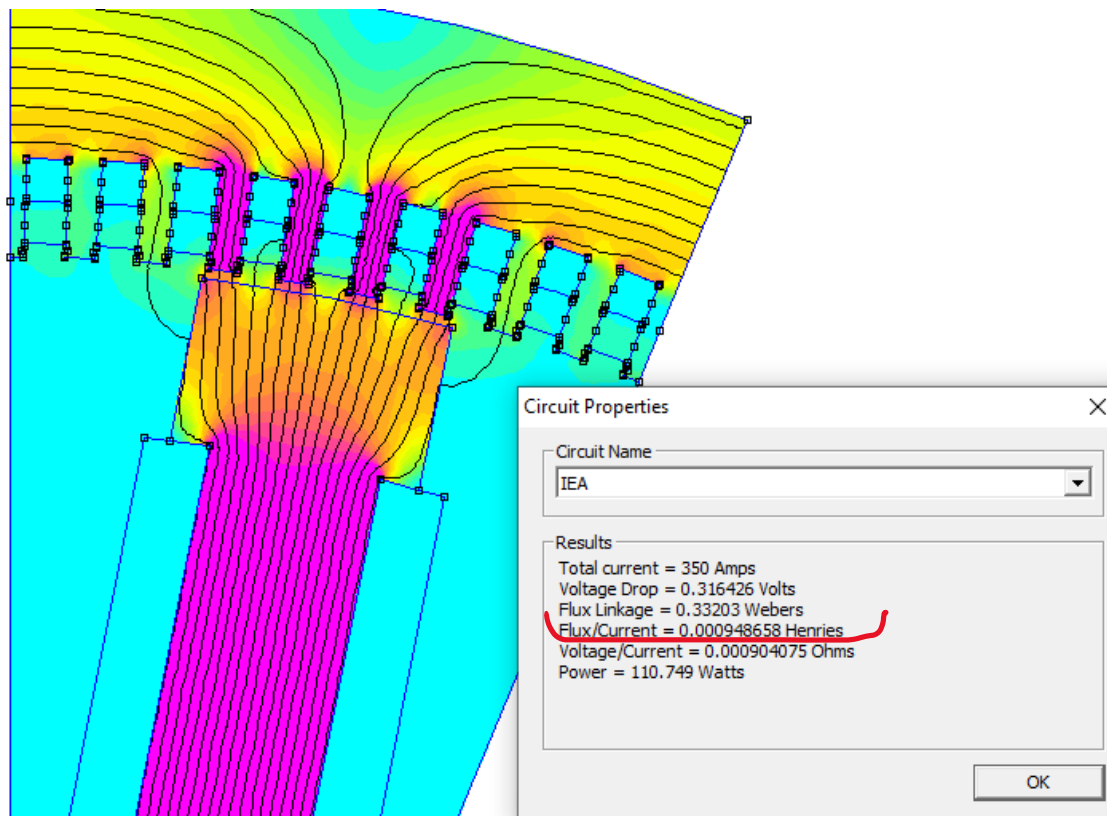 Circuit Properties
Circuit Name
IEA
Results
Total current = 350 Amps
Voltage Drop = 0.316426 Volts
Flux Linkage = 0.33203 Webers
Flux/Current = 0.000948658 Henries
Voltage/Current = 0.000904075 Ohms
Power = 110.749 Watts
OK